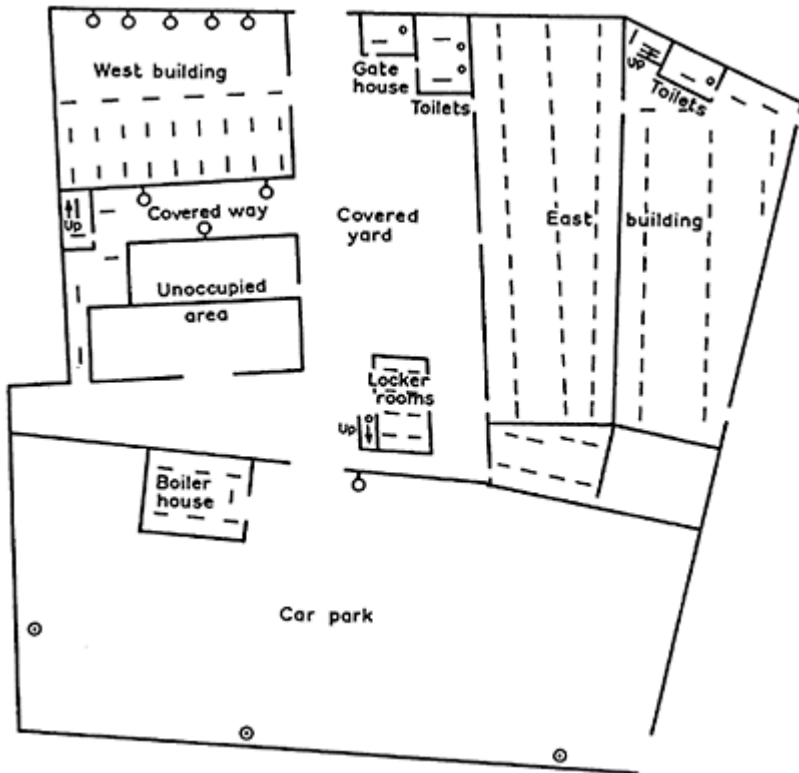 West building
Gate
house
Toilets
Up
Toilets
Up
Covered way
Covered
yard
East building
Unoccupied
area
Locker
rooms
Up
Boiler
house
Car park